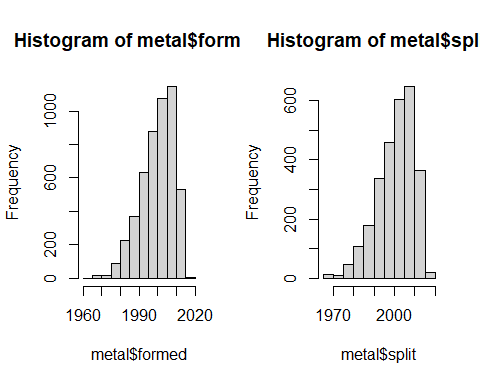 Histogram of metal$form
Frequency
0 200 600 1000
1960 1990 2020
metal$formed
Histogram of metal$spl
Frequency
0 200 400 600
1970 2000
metal$split